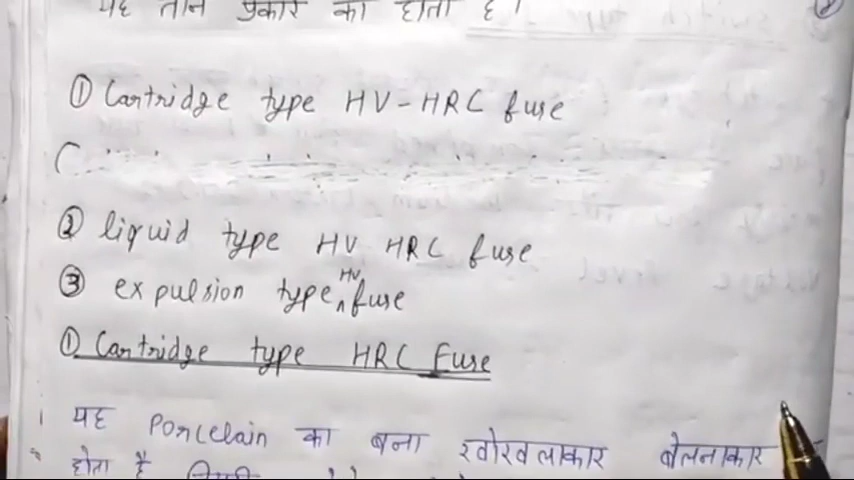 यह तीन प्रकार का होता है।
① Cartridge type HV-HRC fuse
② liquid type HV HRC fuse
③ expulsion type HV fuse
① Cartridge type HRC Fuse
यह Porcelain का बना खोखलाकार बेलनाकार
होता है